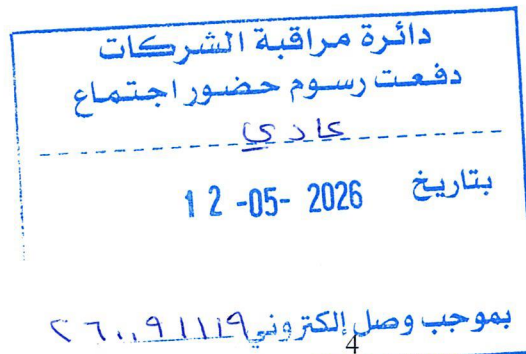 دائرة مراقبة الشركات
دفعت رسوم حضور اجتماع
عادي
بتاريخ 12 -05- 2026
بموجب وصل إلكتروني ٢٦٠٠٩١١١٩
4